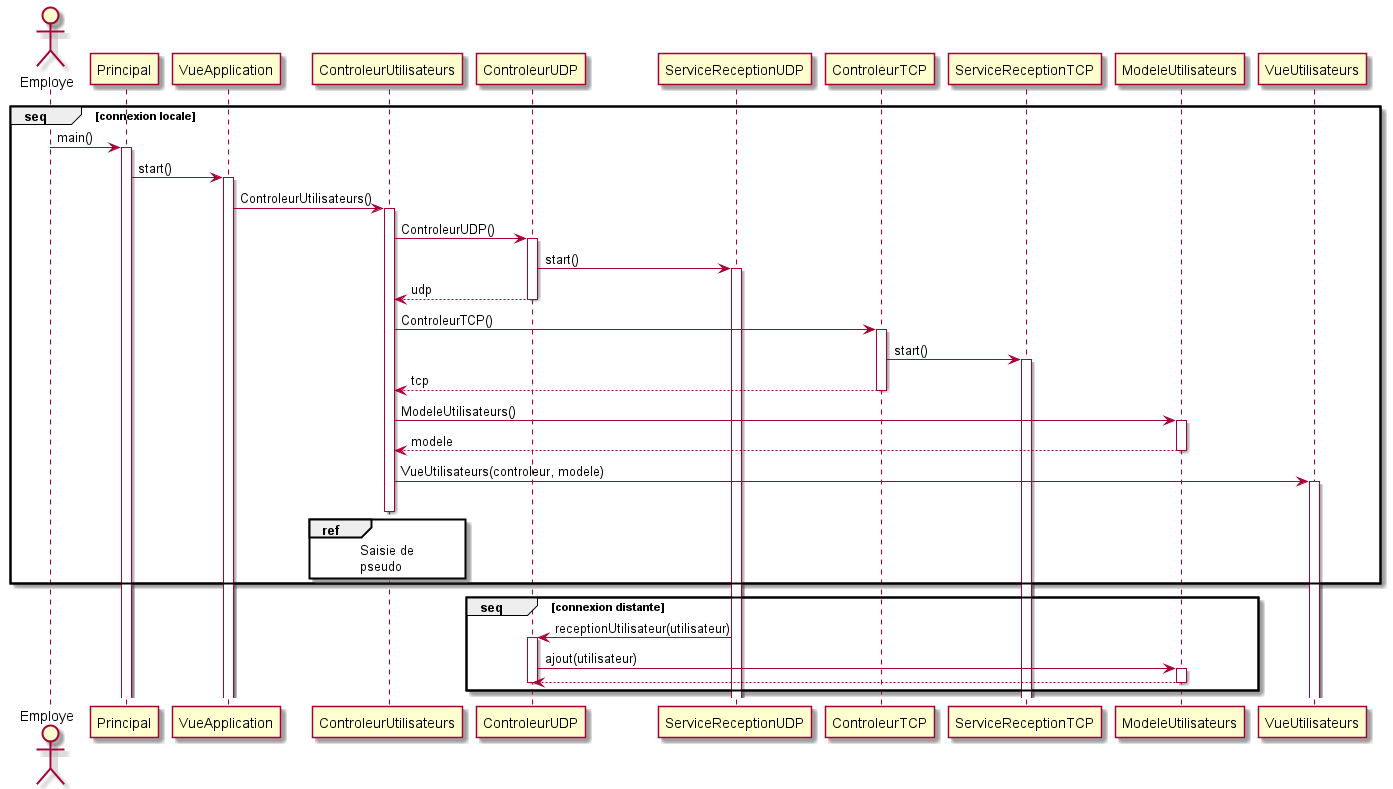 Employe
Principal
VueApplication
ControleurUtilisateurs
ControleurUDP
ServiceReceptionUDP
ControleurTCP
ServiceReceptionTCP
ModeleUtilisateurs
VueUtilisateurs
seq [connexion locale]
main()
start()
ControleurUtilisateurs()
ControleurUDP()
start()
udp
ControleurTCP()
start()
tcp
ModeleUtilisateurs()
modele
VueUtilisateurs(controleur, modele)
ref
Saisie de
pseudo
seq [connexion distante]
receptionUtilisateur(utilisateur)
ajout(utilisateur)
Employe
Principal
VueApplication
ControleurUtilisateurs
ControleurUDP
ServiceReceptionUDP
ControleurTCP
ServiceReceptionTCP
ModeleUtilisateurs
VueUtilisateurs